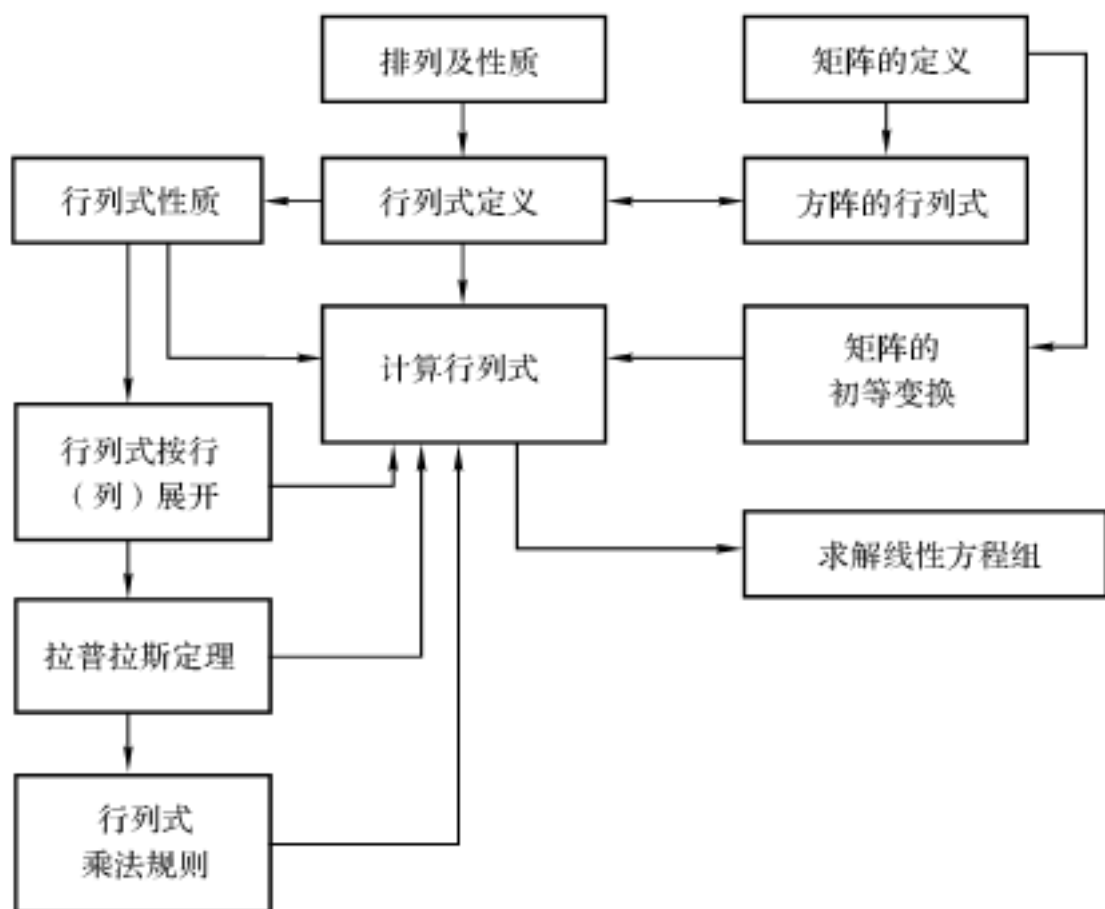 排列及性质
矩阵的定义
行列式性质
行列式定义
方阵的行列式
计算行列式
矩阵的
初等变换
行列式按行
（列）展开
求解线性方程组
拉普拉斯定理
行列式
乘法规则